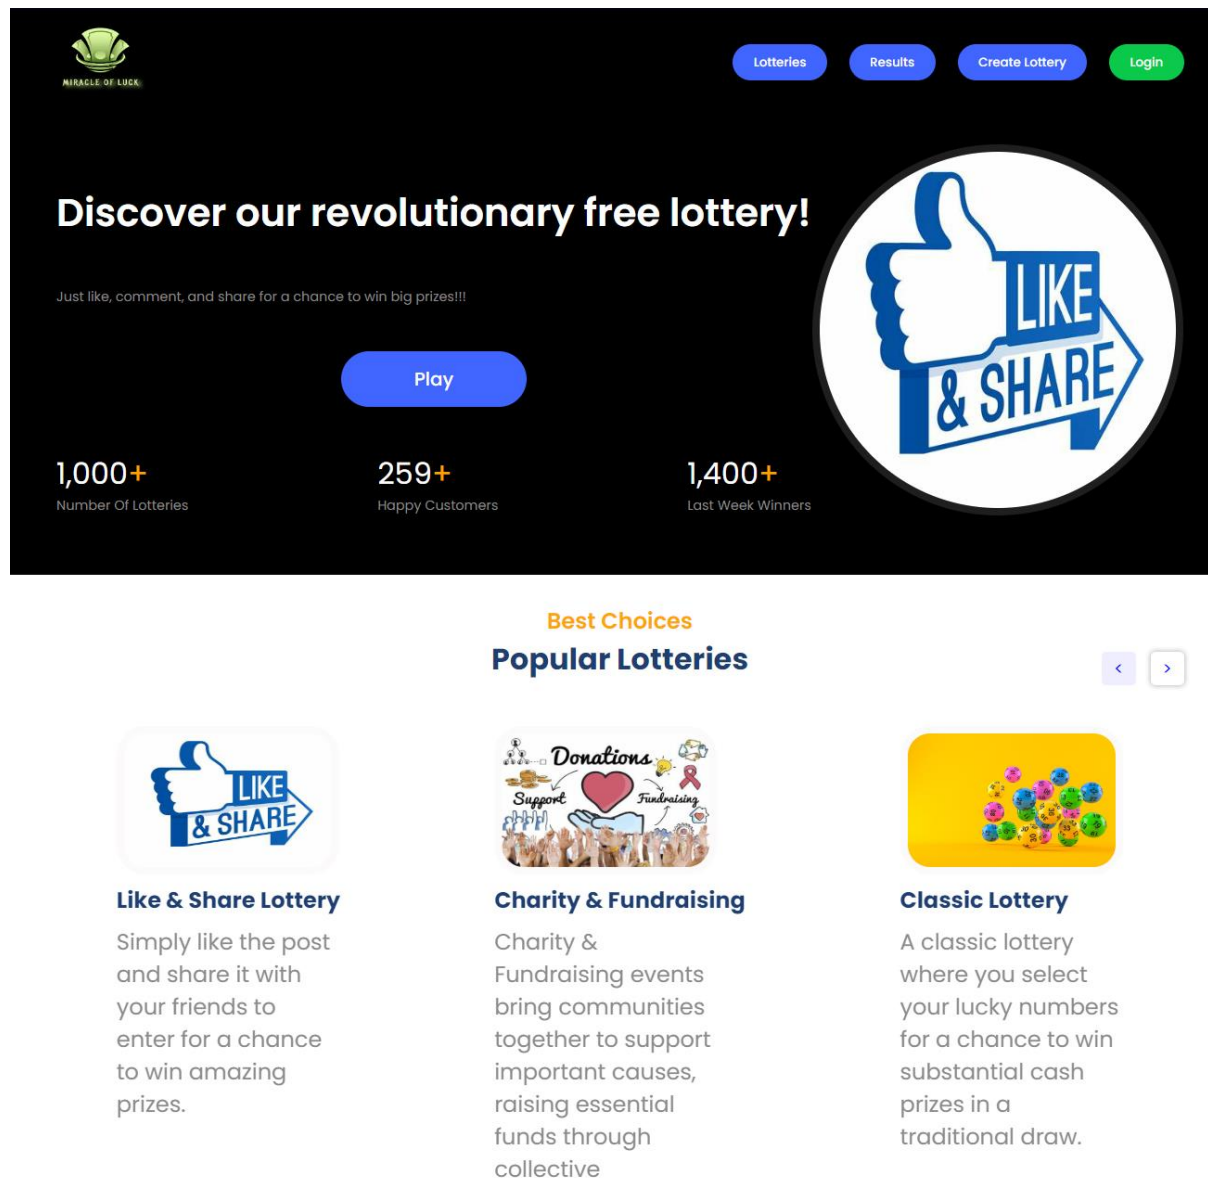 MIRACLE OF LUCK
Lotteries
Results
Create Lottery
Login
Discover our revolutionary free lottery!
Just like, comment, and share for a chance to win big prizes!!!
LIKE
& SHARE
Play
1,000+
Number Of Lotteries
259+
Happy Customers
1,400+
Last Week Winners
Best Choices
Popular Lotteries
<
>
LIKE
& SHARE
Like & Share Lottery
Simply like the post
and share it with
your friends to
enter for a chance
to win amazing
prizes.
Donations
Support
Fundraising
Charity & Fundraising
Charity &
Fundraising events
bring communities
together to support
important causes,
raising essential
funds through
collective
Classic Lottery
A classic lottery
where you select
your lucky numbers
for a chance to win
substantial cash
prizes in a
traditional draw.